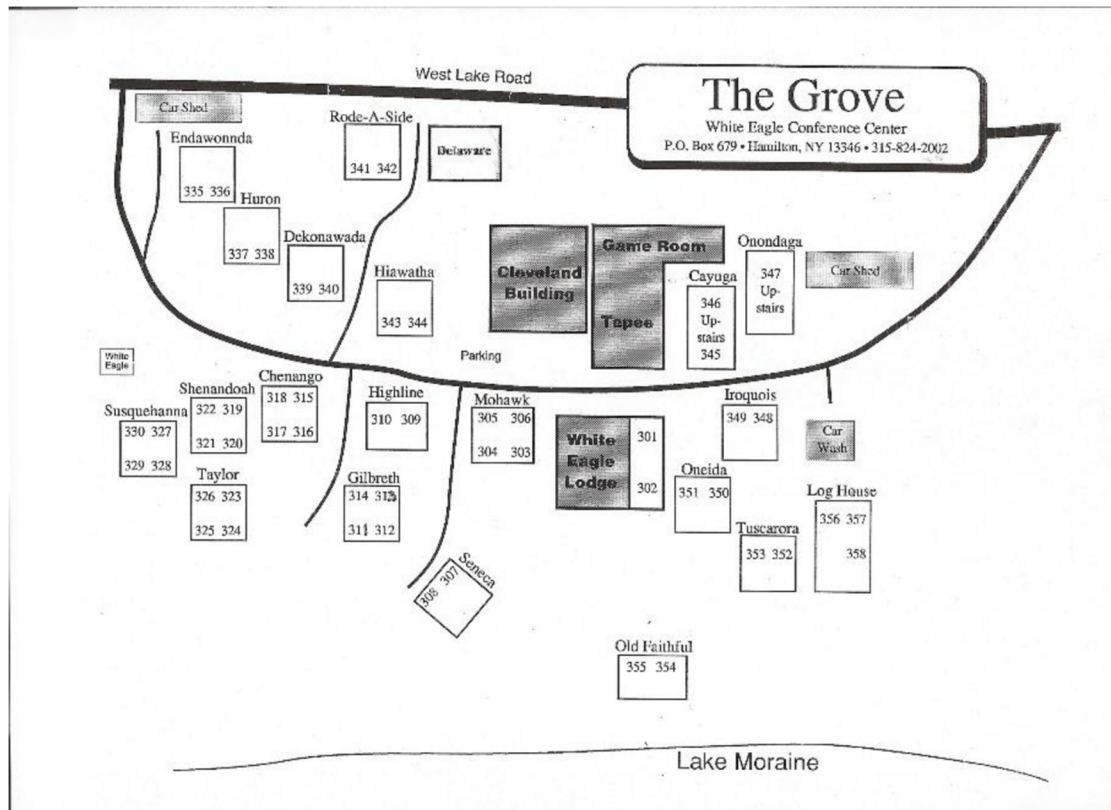 West Lake Road
The Grove
White Eagle Conference Center
P.O. Box 679 • Hamilton, NY 13346 • 315-824-2002
Car Shed
Endawonnda
335 336
Rode-A-Side
341 342
Delaware
Huron
337 338
Dekonawada
339 340
Hiawatha
343 344
Cleveland
Building
Game Room
Tepee
Cayuga
346
Up-
stairs
345
Onondaga
347
Up-
stairs
Car Shed
Parking
White
Eagle
Susquehanna
330 327
329 328
Shenandoah
322 319
321 320
Chenango
318 315
317 316
Highline
310 309
Mohawk
305 306
304 303
White
Eagle
Lodge
301
302
Iroquois
349 348
Car
Wash
Taylor
326 323
325 324
Gilbreth
314
312
Oneida
351 350
Tuscarora
353 352
Log House
356 357
358
Seneca
308 307
Old Faithful
355 354
Lake Moraine